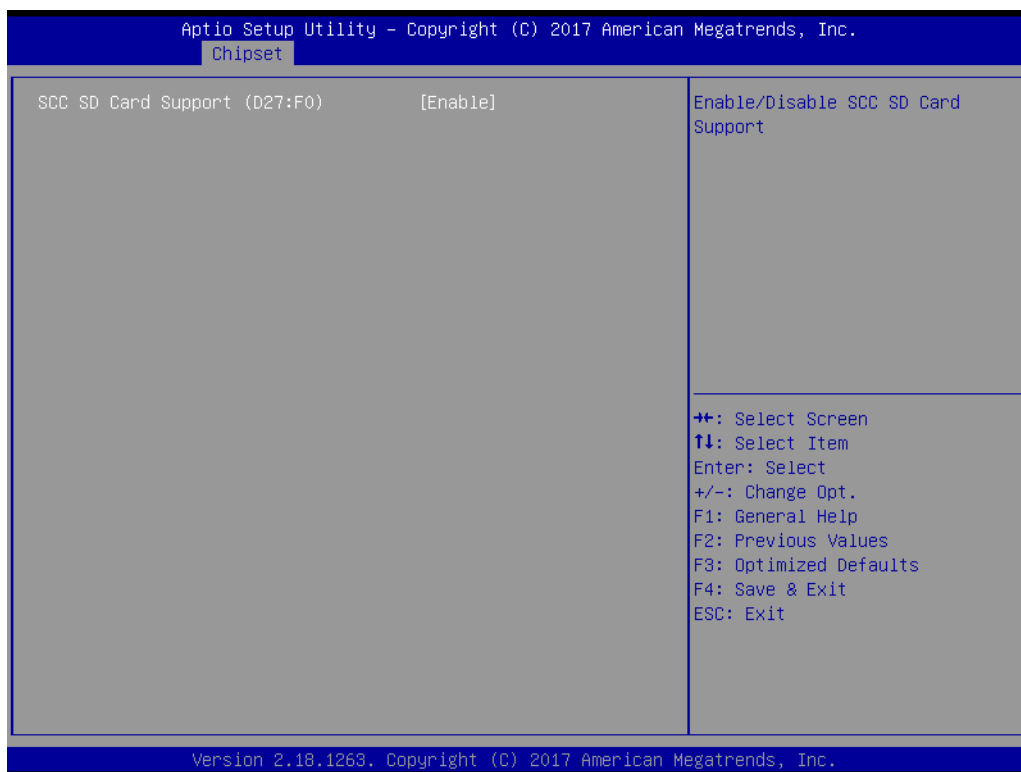 Aptio Setup Utility – Copyright (C) 2017 American Megatrends, Inc.
Chipset
SCC SD Card Support (D27:F0) [Enable]
Enable/Disable SCC SD Card
Support
→←: Select Screen
↑↓: Select Item
Enter: Select
+/-: Change Opt.
F1: General Help
F2: Previous Values
F3: Optimized Defaults
F4: Save & Exit
ESC: Exit
Version 2.18.1263. Copyright (C) 2017 American Megatrends, Inc.